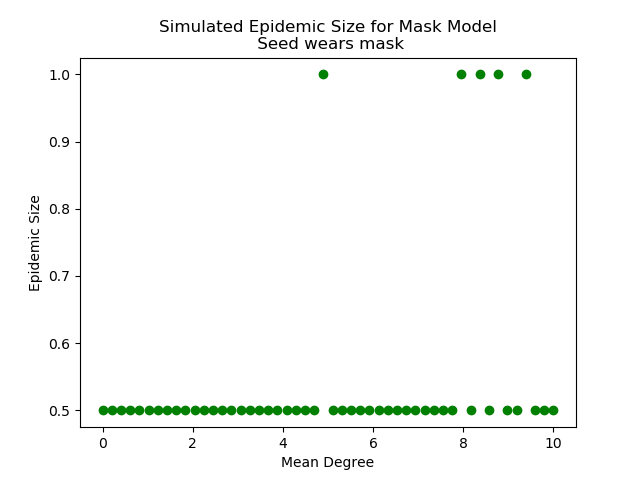 Simulated Epidemic Size for Mask Model
Seed wears mask
1.0
0.9
0.8
0.7
0.6
0.5
Epidemic Size
0 2 4 6 8 10
Mean Degree